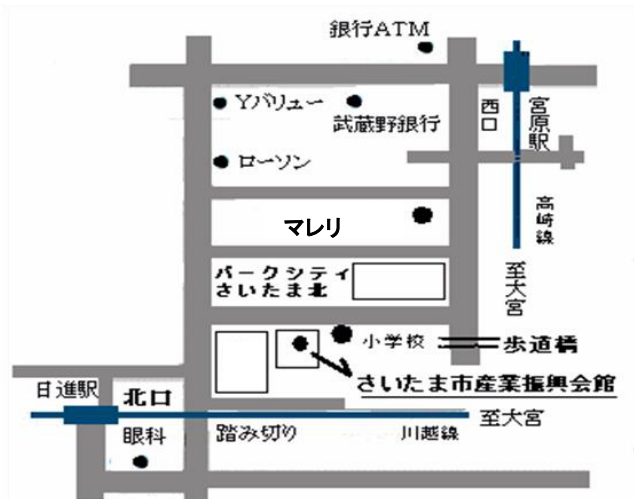 銀行ATM
Yバリュー
武蔵野銀行
西口
宮原駅
ローソン
マレリ
高崎線
至大宮
パークシティ
さいたま北
小学校
歩道橋
さいたま市産業振興会館
日進駅
北口
至大宮
眼科
踏み切り
川越線